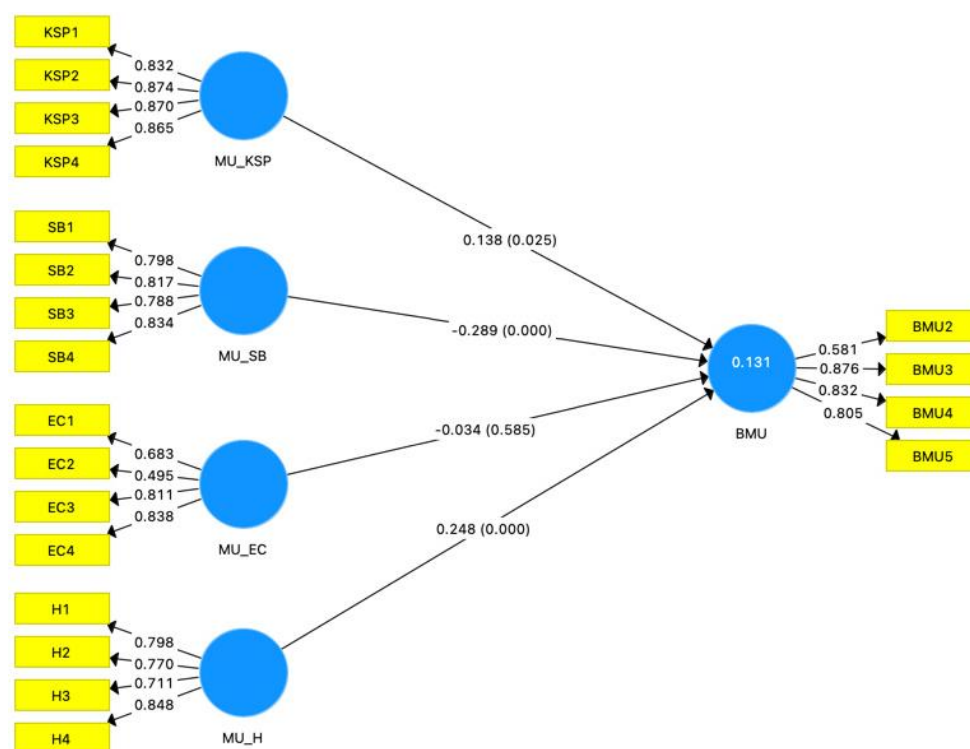 KSP1
0.832
KSP2
0.874
KSP3
0.870
0.865
KSP4
MU_KSP
SB1
0.798
SB2
0.817
SB3
0.788
0.834
SB4
MU_SB
EC1
0.683
EC2
0.495
EC3
0.811
0.838
EC4
MU_EC
H1
0.798
H2
0.770
H3
0.711
0.848
H4
MU_H
0.138 (0.025)
-0.289 (0.000)
-0.034 (0.585)
0.248 (0.000)
0.131
BMU
0.581
BMU2
0.876
BMU3
0.832
BMU4
0.805
BMU5